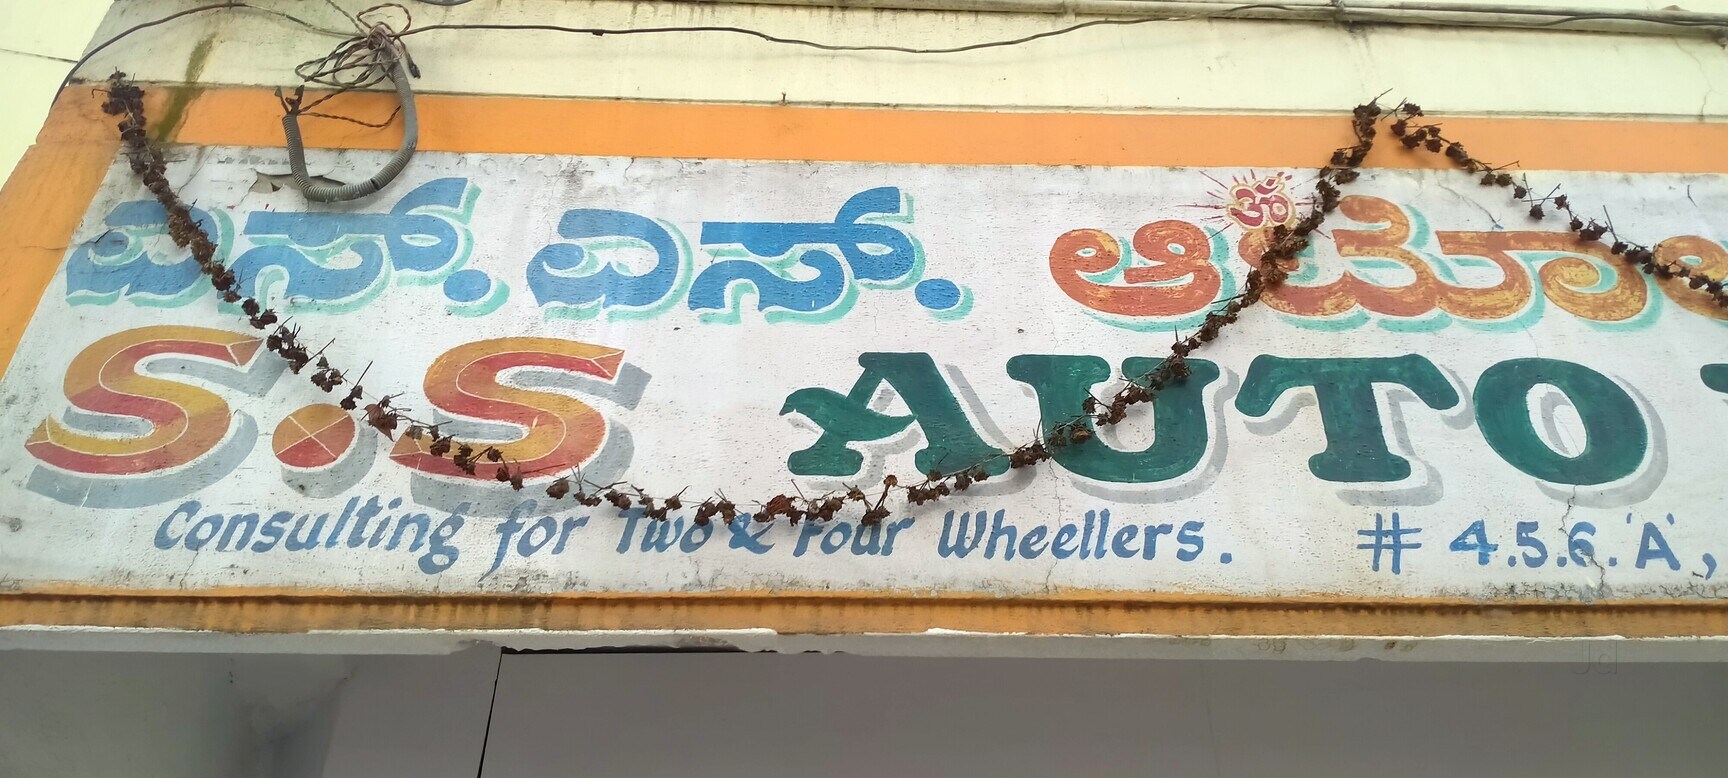 ಎಸ್. ಎಸ್. ಆಟೋ
S.S AUTO
Consulting for Two & Four Wheellers. # 4.5.6.'A',